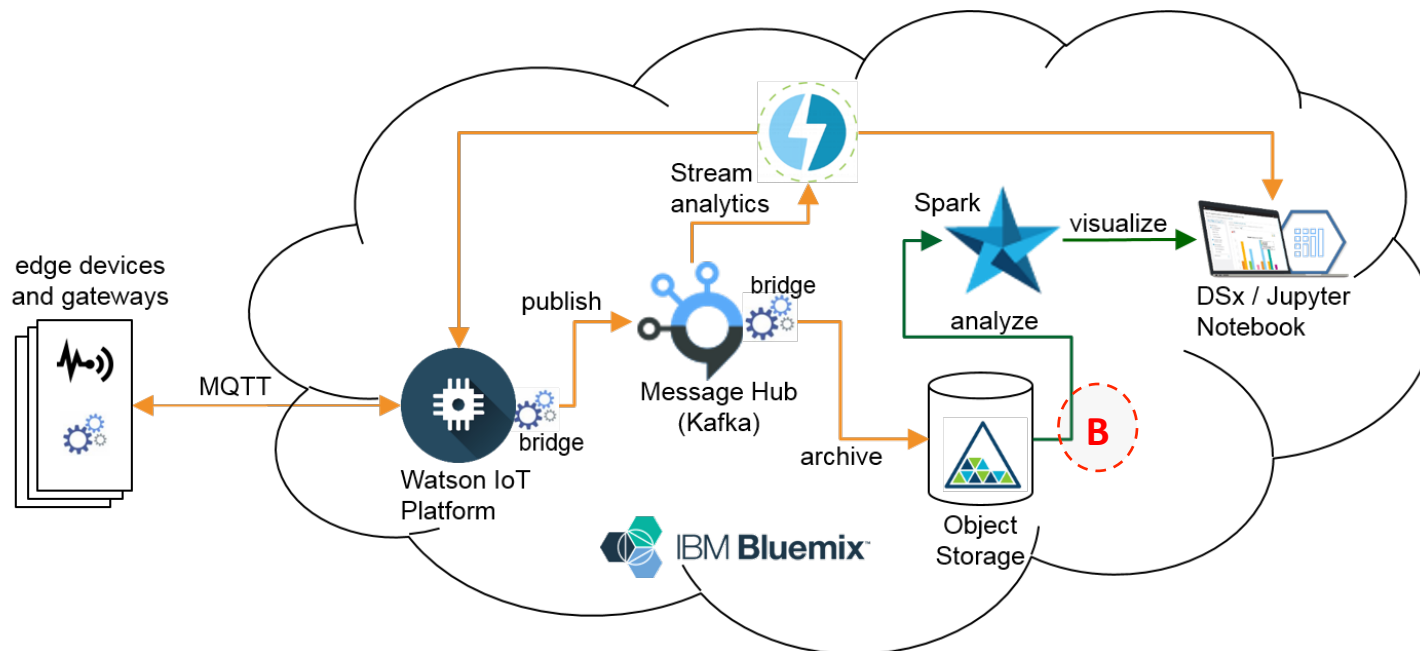 Stream
analytics
Spark
visualize
edge devices
and gateways
publish
bridge
DSx / Jupyter
Notebook
analyze
MQTT
Message Hub
(Kafka)
bridge
B
archive
Watson IoT
Platform
Object
Storage
IBM Bluemix™